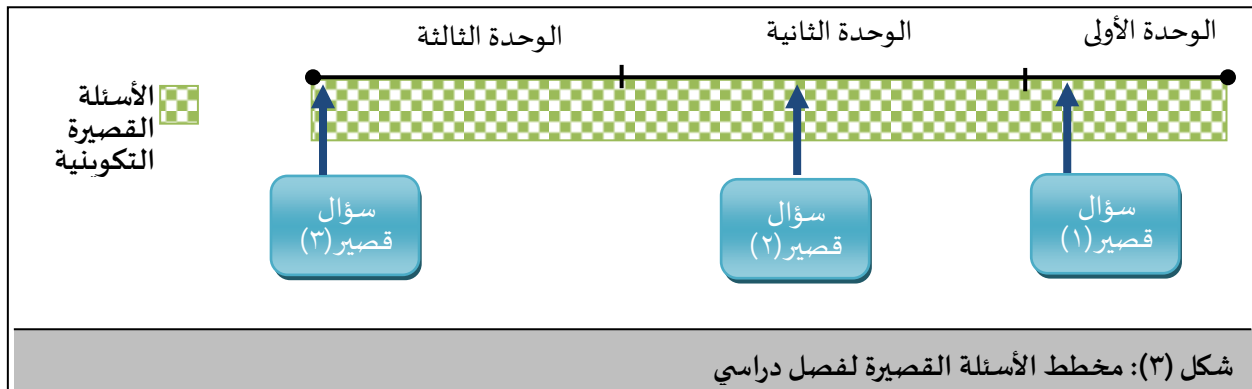 الوحدة الأولى
الوحدة الثانية
الوحدة الثالثة
الأسئلة
القصيرة
التكوينية
سؤال
قصير(١)
سؤال
قصير(٢)
سؤال
قصير(٣)
شكل (٣): مخطط الأسئلة القصيرة لفصل دراسي